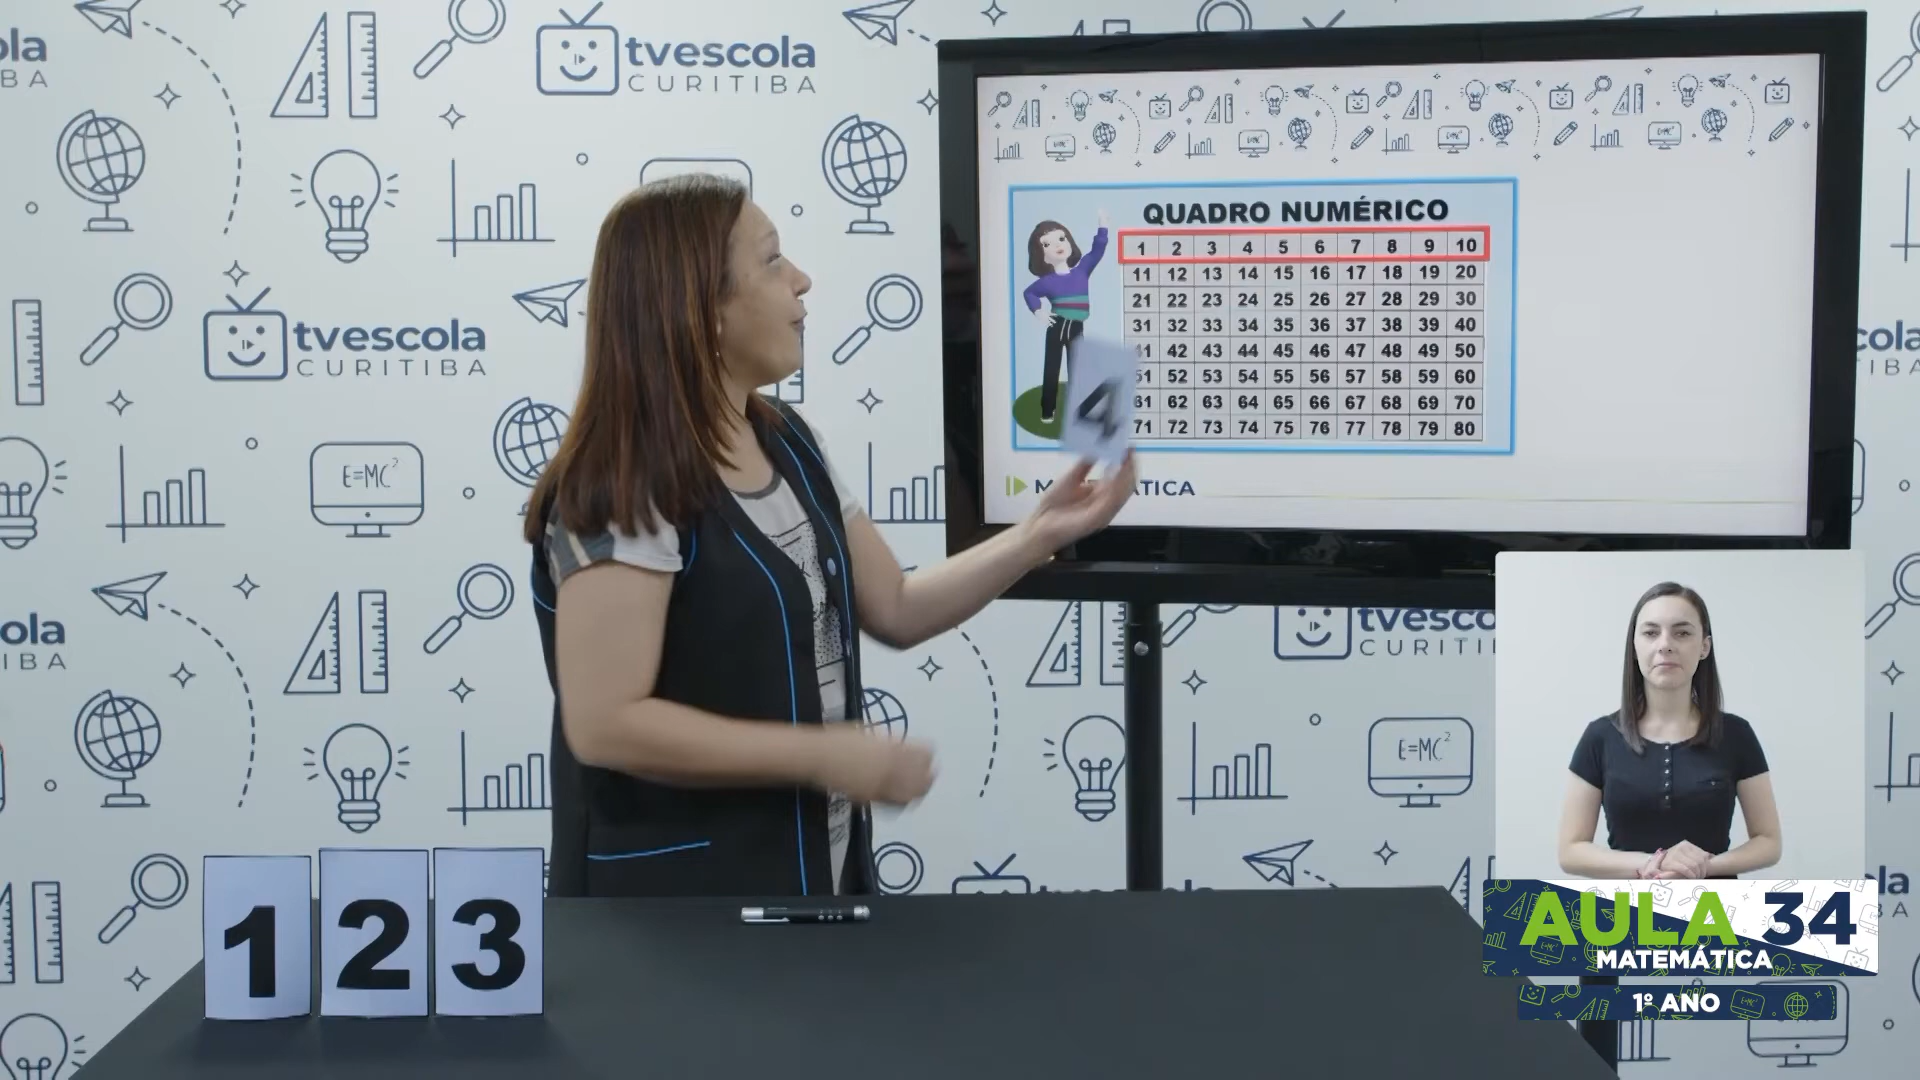 tvescola
CURITIBA
tvescola
CURITIBA
E=MC²
QUADRO NUMÉRICO
1 2 3 4 5 6 7 8 9 10
11 12 13 14 15 16 17 18 19 20
21 22 23 24 25 26 27 28 29 30
31 32 33 34 35 36 37 38 39 40
42 43 44 45 46 47 48 49 50
52 53 54 55 56 57 58 59 60
62 63 64 65 66 67 68 69 70
71 72 73 74 75 76 77 78 79 80
4
E=MC²
1 2 3
AULA 34
MATEMÁTICA
1º ANO